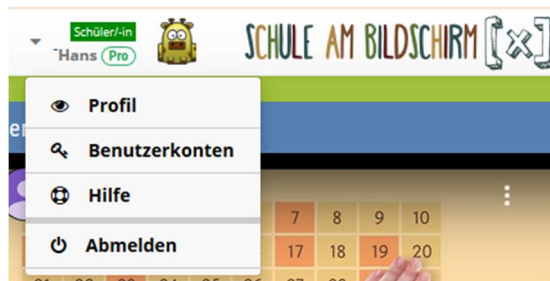 Schüler/-in
Hans Pro
SCHULE AM BILDSCHIRM [x]
Profil
Benutzerkonten
Hilfe
Abmelden
7 8 9 10
17 18 19 20